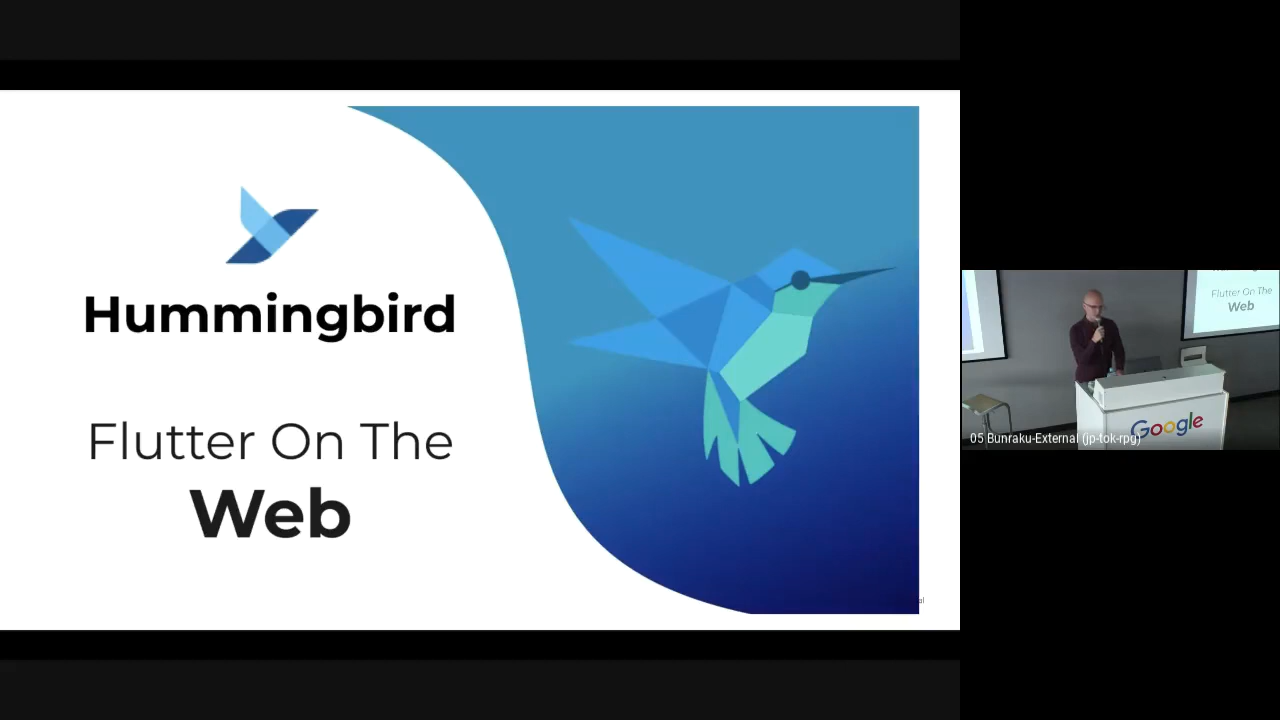 Hummingbird
Flutter On The
Web
Flutter On The
Web
Google
05 Bunraku-External (jp-tok-rpg)